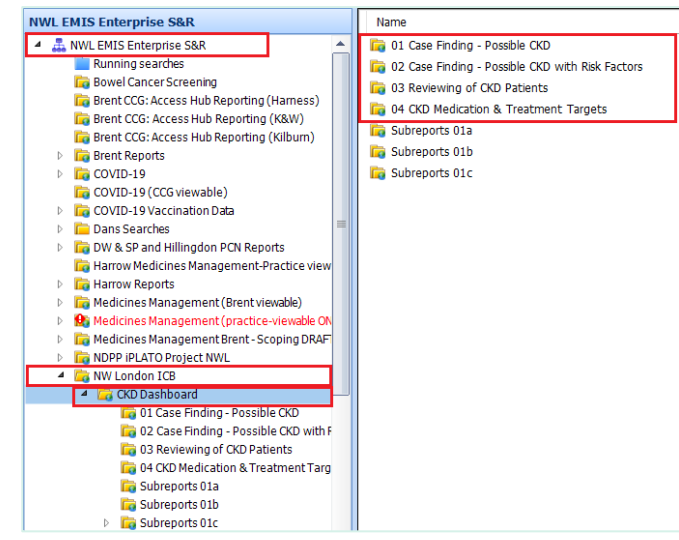 NWL EMIS Enterprise S&R
NWL EMIS Enterprise S&R
Running searches
Bowel Cancer Screening
Brent CCG: Access Hub Reporting (Harness)
Brent CCG: Access Hub Reporting (K&W)
Brent CCG: Access Hub Reporting (Kilburn)
Brent Reports
COVID-19
COVID-19 (CCG viewable)
COVID-19 Vaccination Data
Dans Searches
DW & SP and Hillingdon PCN Reports
Harrow Medicines Management-Practice view
Harrow Reports
Medicines Management (Brent viewable)
Medicines Management (practice-viewable ON
Medicines Management Brent - Scoping DRAF
NDPP iPLATO Project NWL
NW London ICB
CKD Dashboard
01 Case Finding - Possible CKD
02 Case Finding - Possible CKD with F
03 Reviewing of CKD Patients
04 CKD Medication & Treatment Targ
Subreports 01a
Subreports 01b
Subreports 01c
Name
01 Case Finding - Possible CKD
02 Case Finding - Possible CKD with Risk Factors
03 Reviewing of CKD Patients
04 CKD Medication & Treatment Targets
Subreports 01a
Subreports 01b
Subreports 01c